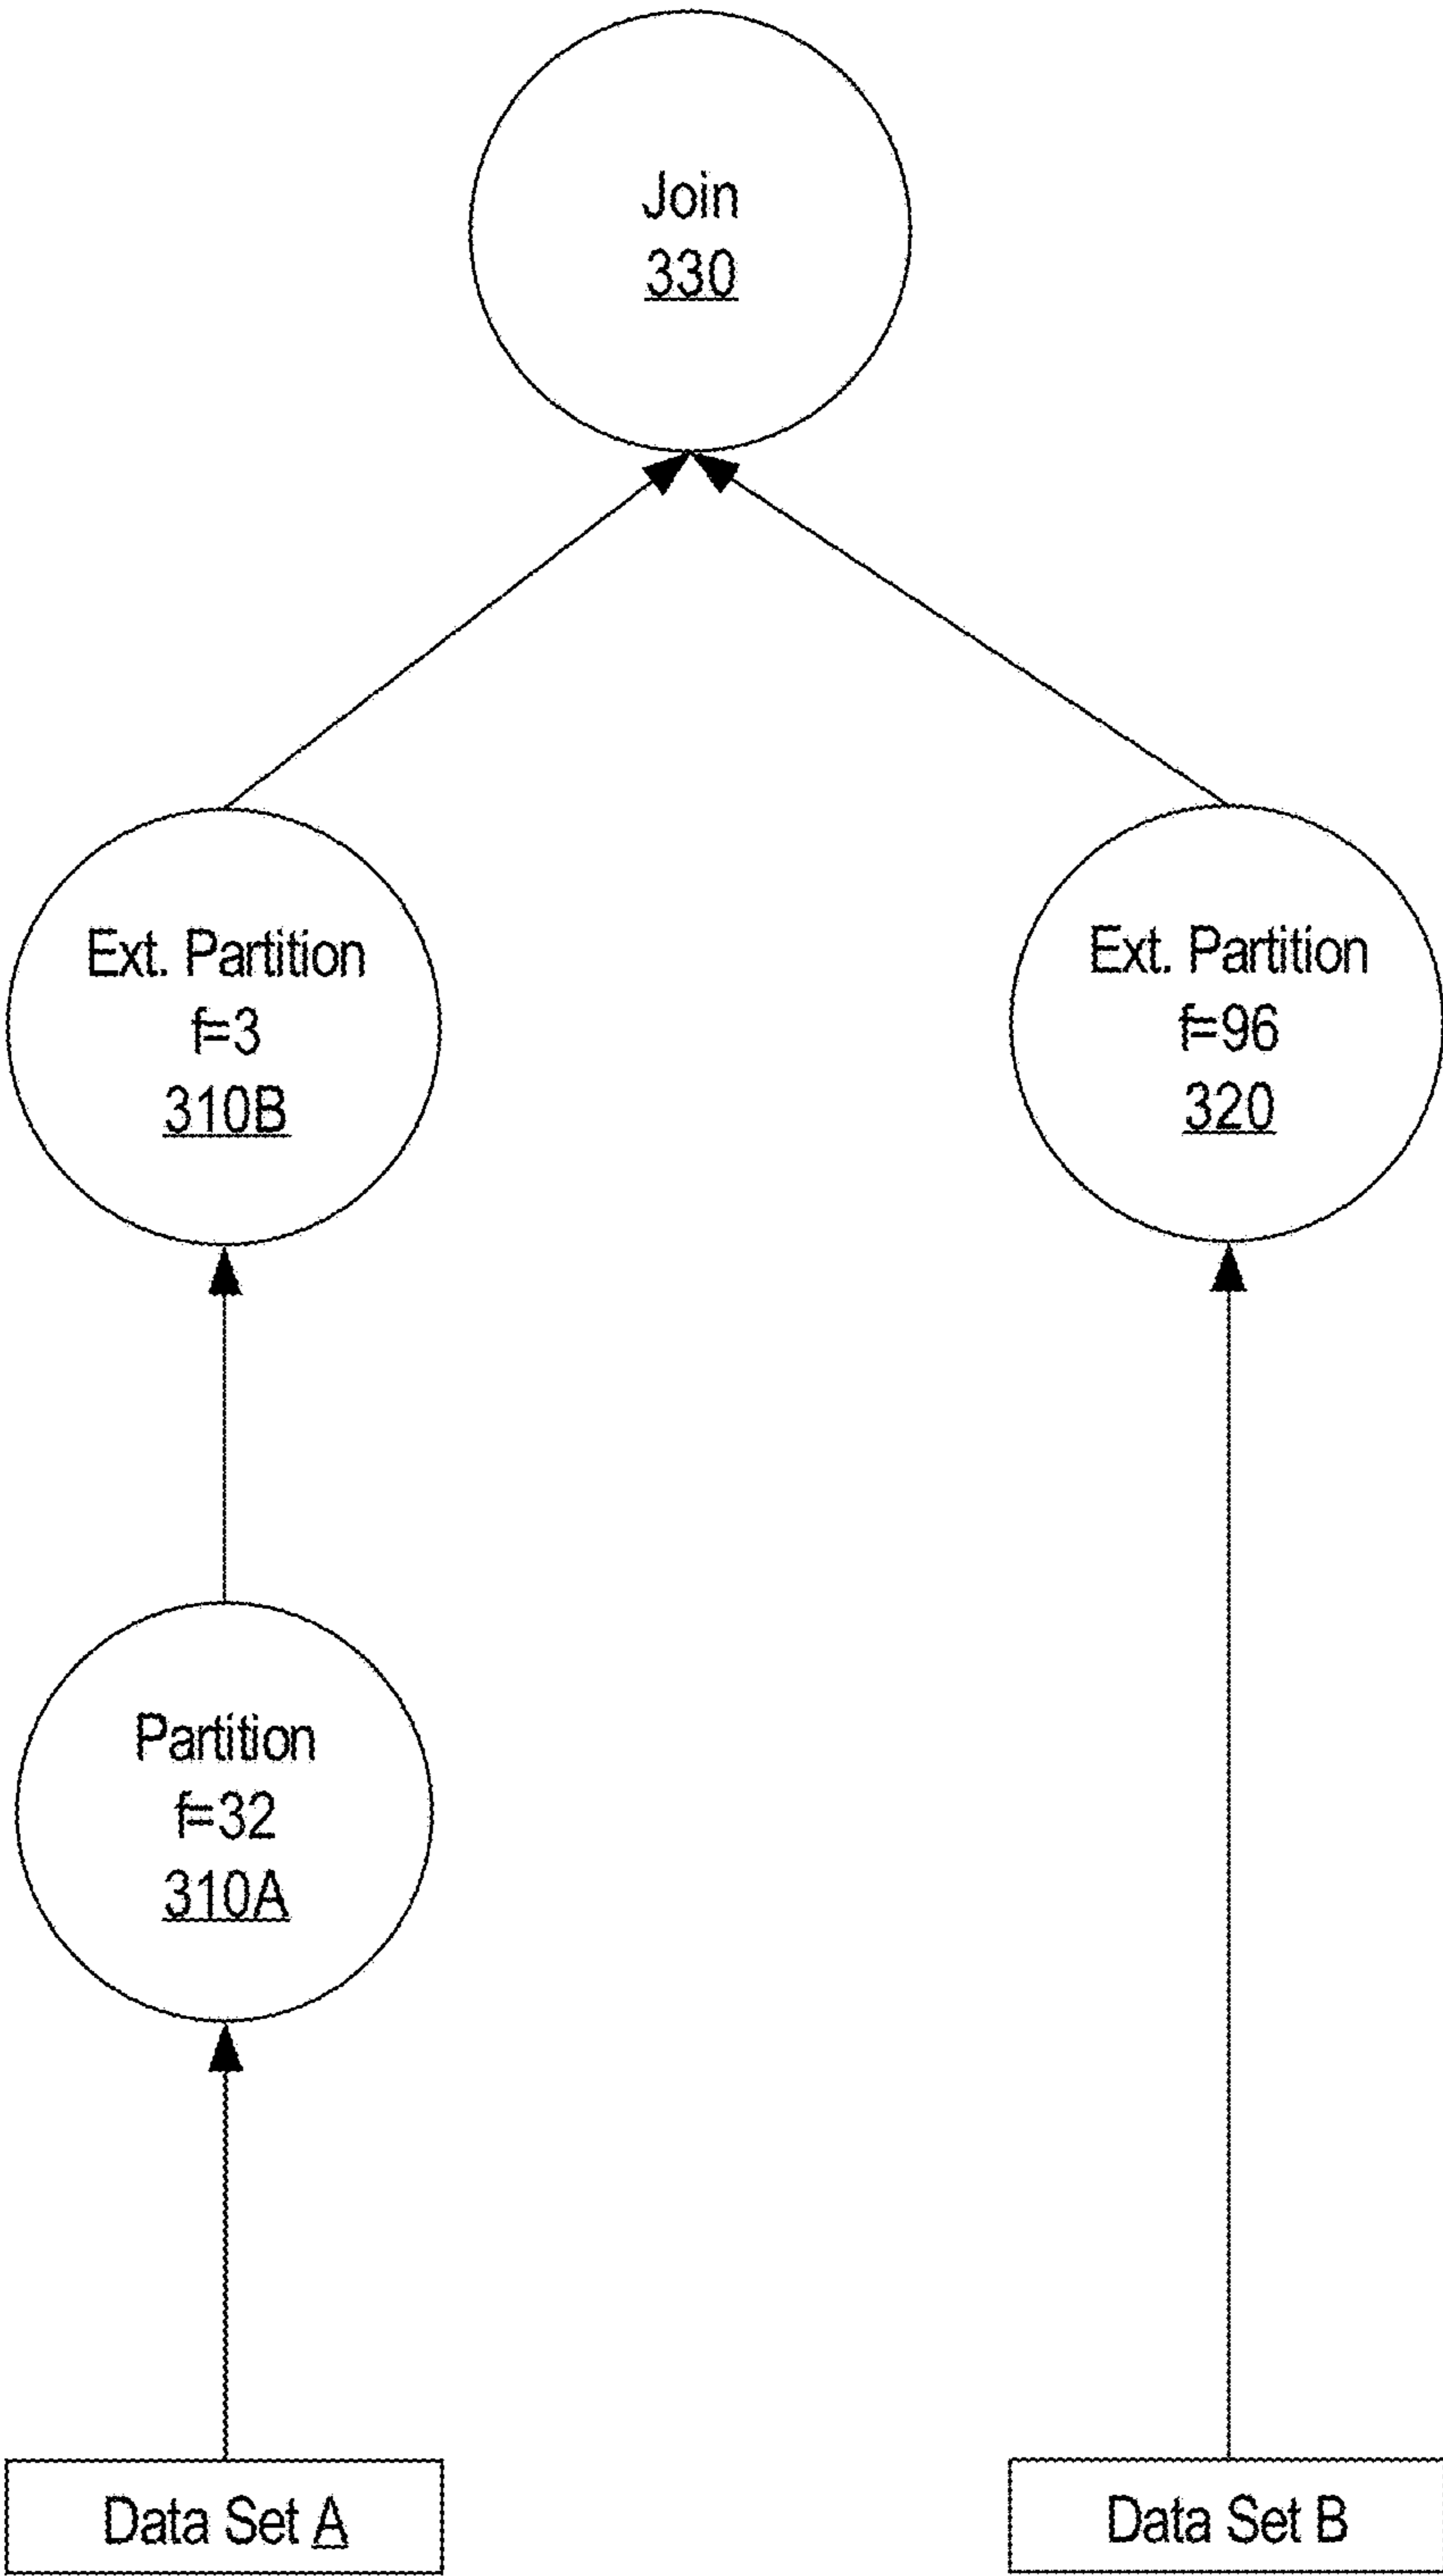 Join
330
Ext. Partition
f=3
310B
Ext. Partition
f=96
320
Partition
f=32
310A
Data Set A
Data Set B